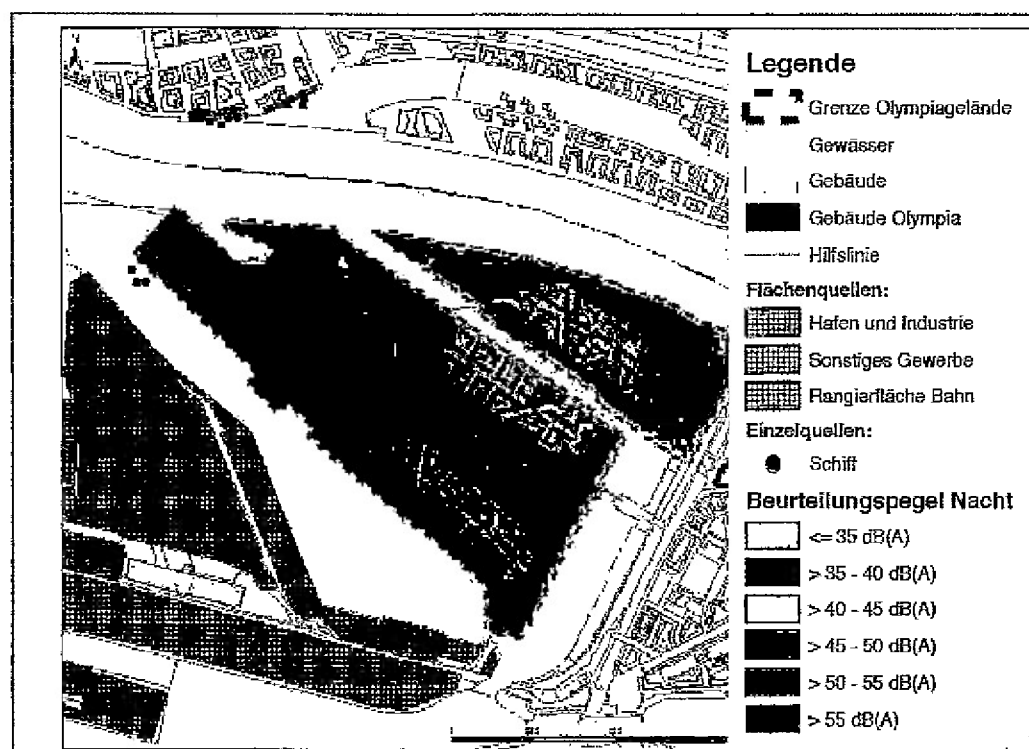 Legende
Grenze Olympiagelände
Gewässer
Gebäude
Gebäude Olympia
Hilfslinie
Flächenquellen:
Hafen und Industrie
Sonstiges Gewerbe
Rangierfläche Bahn
Einzelquellen:
Schiff
Beurteilungspegel Nacht
<= 35 dB(A)
> 35 - 40 dB(A)
> 40 - 45 dB(A)
> 45 - 50 dB(A)
> 50 - 55 dB(A)
> 55 dB(A)